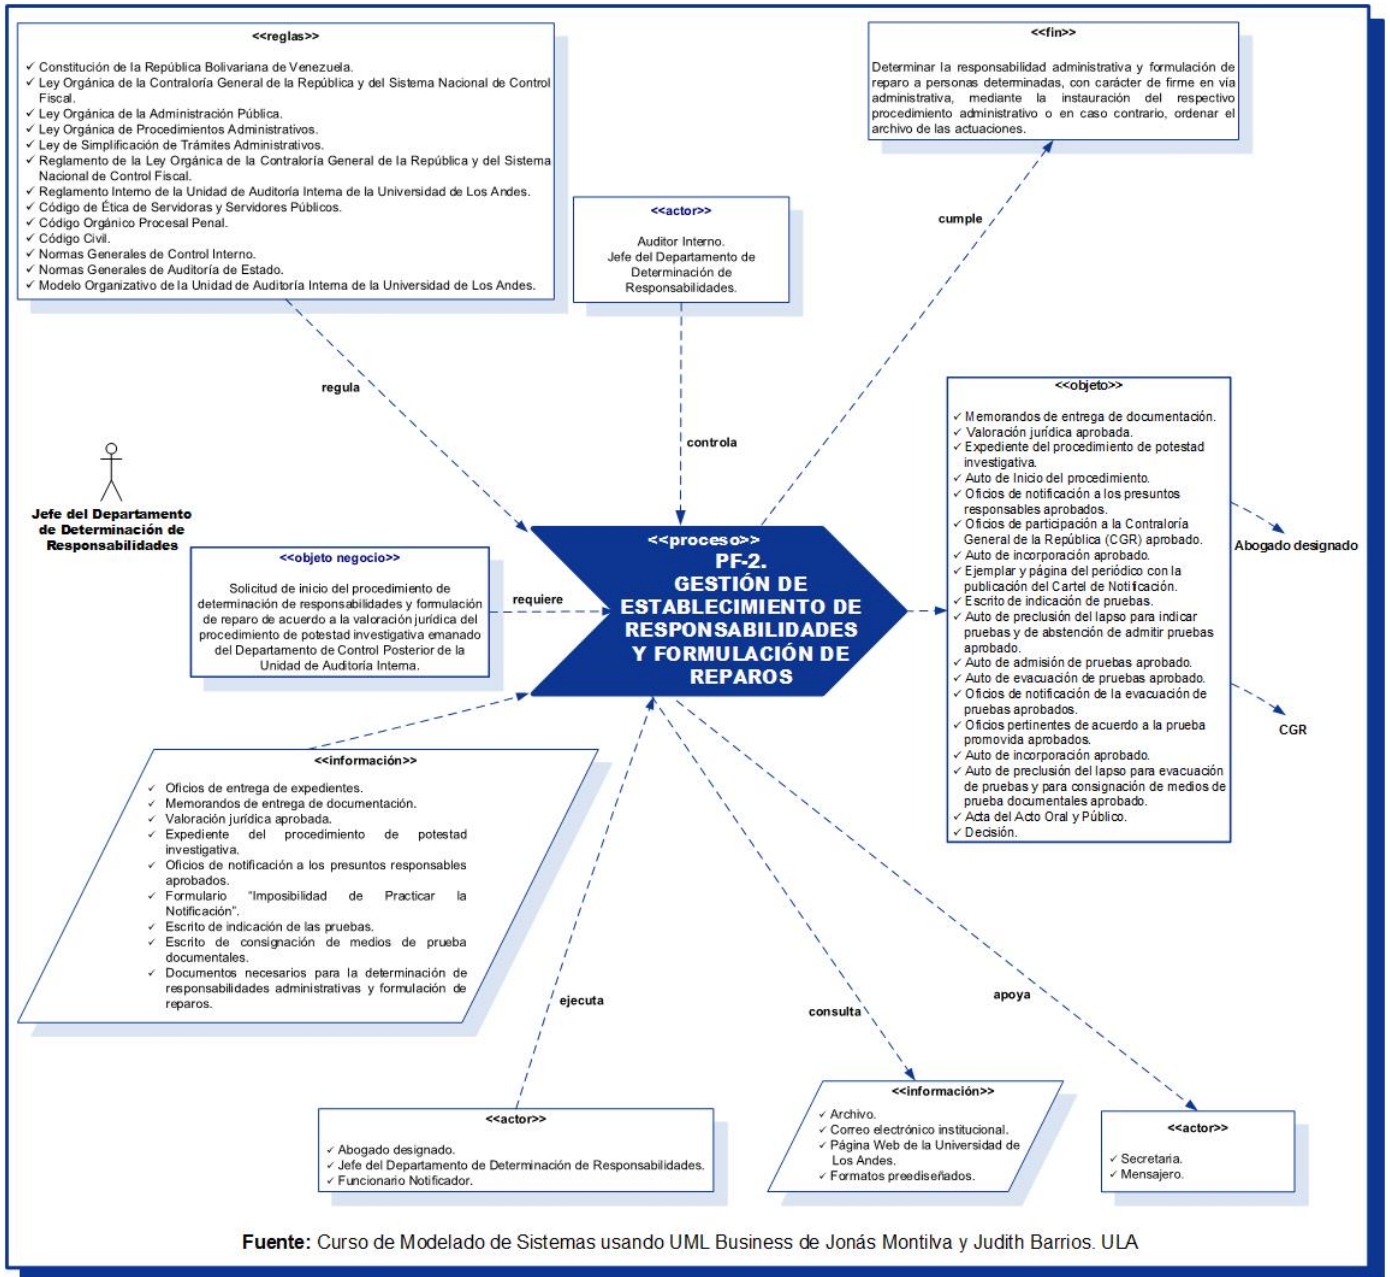 <<reglas>>
✓ Constitución de la República Bolivariana de Venezuela.
✓ Ley Orgánica de la Contraloría General de la República y del Sistema Nacional de Control
Fiscal.
✓ Ley Orgánica de la Administración Pública.
✓ Ley Orgánica de Procedimientos Administrativos.
✓ Ley de Simplificación de Trámites Administrativos.
✓ Reglamento de la Ley Orgánica de la Contraloría General de la República y del Sistema
Nacional de Control Fiscal.
✓ Reglamento Interno de la Unidad de Auditoría Interna de la Universidad de Los Andes.
✓ Código de Ética de Servidoras y Servidores Públicos.
✓ Código Orgánico Procesal Penal.
✓ Código Civil.
✓ Normas Generales de Control Interno.
✓ Normas Generales de Auditoría de Estado.
✓ Modelo Organizativo de la Unidad de Auditoría Interna de la Universidad de Los Andes.
<<fin>>
Determinar la responsabilidad administrativa y formulación de
reparo a personas determinadas, con carácter de firme en vía
administrativa, mediante la instauración del respectivo
procedimiento administrativo o en caso contrario, ordenar el
archivo de las actuaciones.
<<actor>>
Auditor Interno.
Jefe del Departamento de
Determinación de
Responsabilidades.
cumple
regula
controla
<<objeto>>
✓ Memorandos de entrega de documentación.
✓ Valoración jurídica aprobada.
✓ Expediente del procedimiento de potestad
investigativa.
✓ Auto de Inicio del procedimiento.
✓ Oficios de notificación a los presuntos
responsables aprobados.
✓ Oficios de participación a la Contraloría
General de la República (CGR) aprobado.
✓ Auto de incorporación aprobado.
✓ Ejemplar y página del periódico con la
publicación del Cartel de Notificación.
✓ Escrito de indicación de pruebas.
✓ Auto de preclusión del lapso para indicar
pruebas y de abstención de admitir pruebas
aprobado.
✓ Auto de admisión de pruebas aprobado.
✓ Auto de evacuación de pruebas aprobado.
✓ Oficios de notificación de la evacuación de
pruebas aprobados.
✓ Oficios pertinentes de acuerdo a la prueba
promovida aprobados.
✓ Auto de incorporación aprobado.
✓ Auto de preclusión del lapso para evacuación
de pruebas y para consignación de medios de
prueba documentales aprobado.
✓ Acta del Acto Oral y Público.
✓ Decisión.
Abogado designado
CGR
Jefe del Departamento
de Determinación de
Responsabilidades
<<objeto negocio>>
Solicitud de inicio del procedimiento de
determinación de responsabilidades y formulación
de reparo de acuerdo a la valoración jurídica del
procedimiento de potestad investigativa emanado
del Departamento de Control Posterior de la
Unidad de Auditoría Interna.
requiere
<<proceso>>
PF-2.
GESTIÓN DE
ESTABLECIMIENTO DE
RESPONSABILIDADES
Y FORMULACIÓN DE
REPAROS
<<información>>
✓ Oficios de entrega de expedientes.
✓ Memorandos de entrega de documentación.
✓ Valoración jurídica aprobada.
✓ Expediente del procedimiento de potestad
investigativa.
✓ Oficios de notificación a los presuntos responsables
aprobados.
✓ Formulario "Imposibilidad de Practicar la
Notificación".
✓ Escrito de indicación de las pruebas.
✓ Escrito de consignación de medios de prueba
documentales.
✓ Documentos necesarios para la determinación de
responsabilidades administrativas y formulación de
reparos.
ejecuta
consulta
apoya
<<actor>>
✓ Abogado designado.
✓ Jefe del Departamento de Determinación de Responsabilidades.
✓ Funcionario Notificador.
<<información>>
✓ Archivo.
✓ Correo electrónico institucional.
✓ Página Web de la Universidad de
Los Andes.
✓ Formatos preediseñados.
<<actor>>
✓ Secretaria.
✓ Mensajero.
Fuente: Curso de Modelado de Sistemas usando UML Business de Jonás Montilva y Judith Barrios. ULA